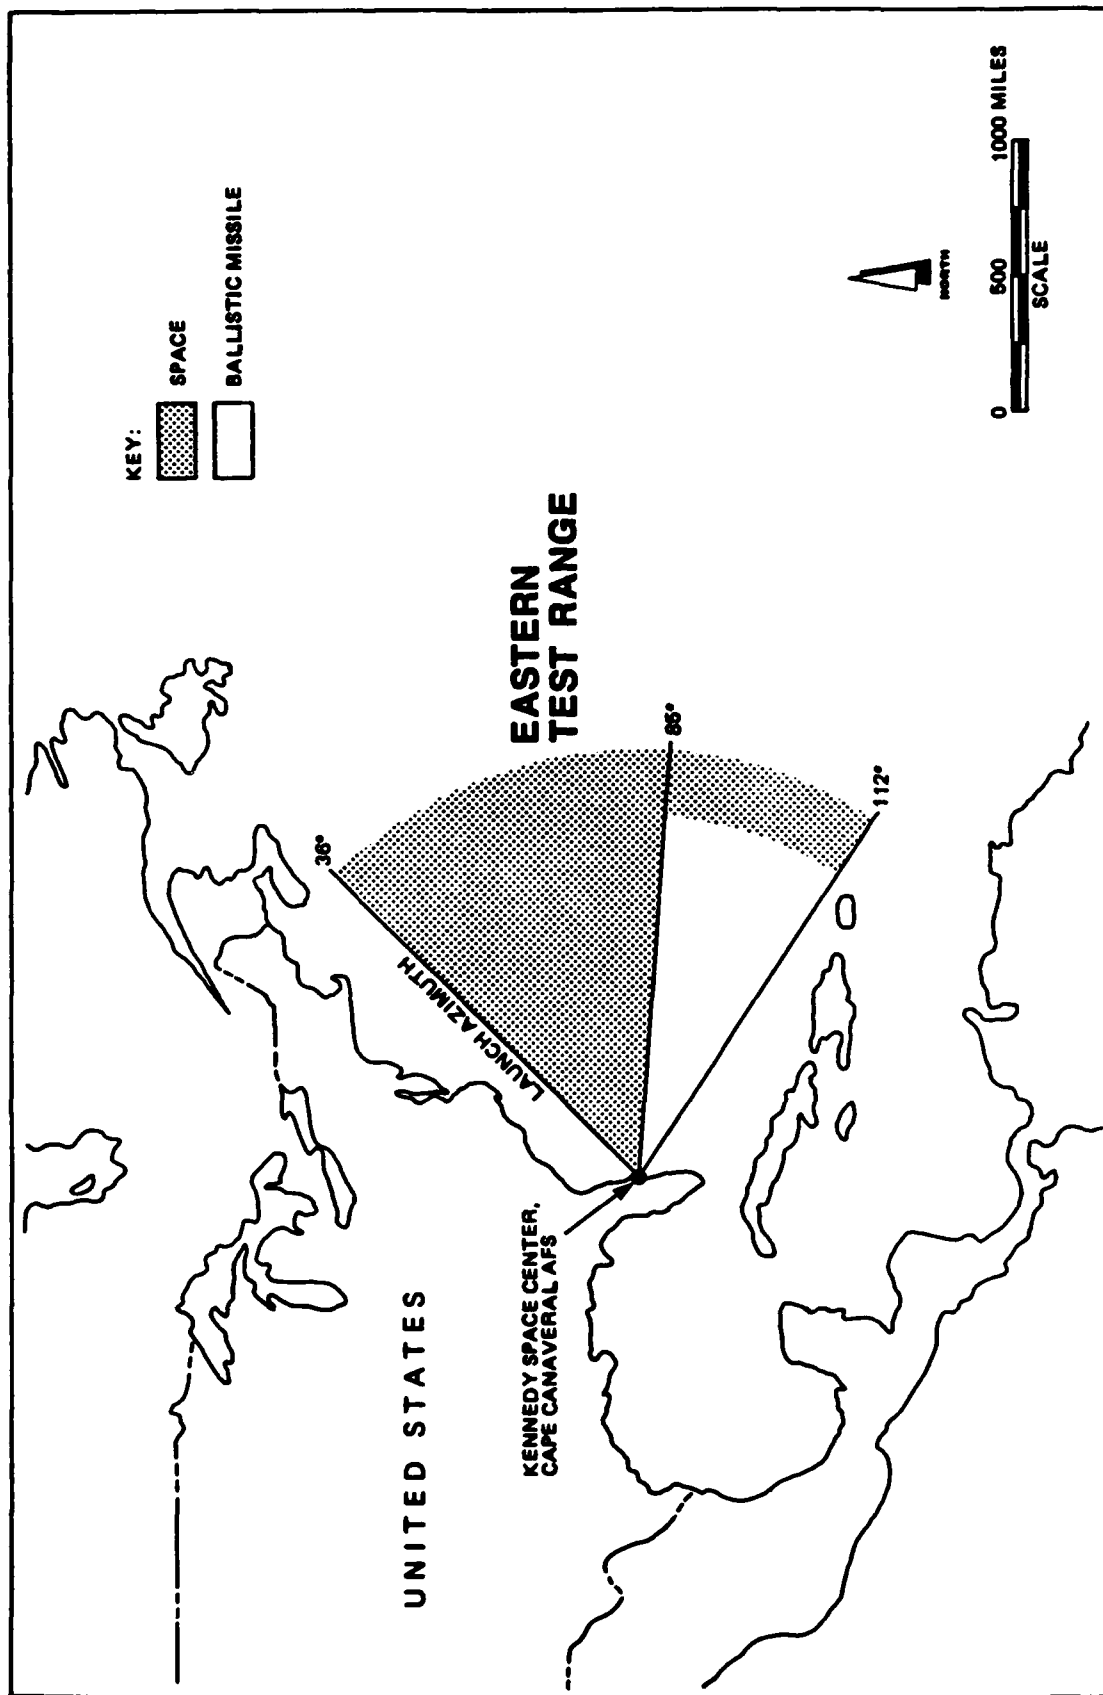 KEY:
SPACE
BALLISTIC MISSILE
EASTERN
TEST RANGE
36°
LAUNCH AZIMUTH
86°
112°
UNITED STATES
KENNEDY SPACE CENTER,
CAPE CANAVERAL AFS
NORTH
0 500 1000 MILES
SCALE